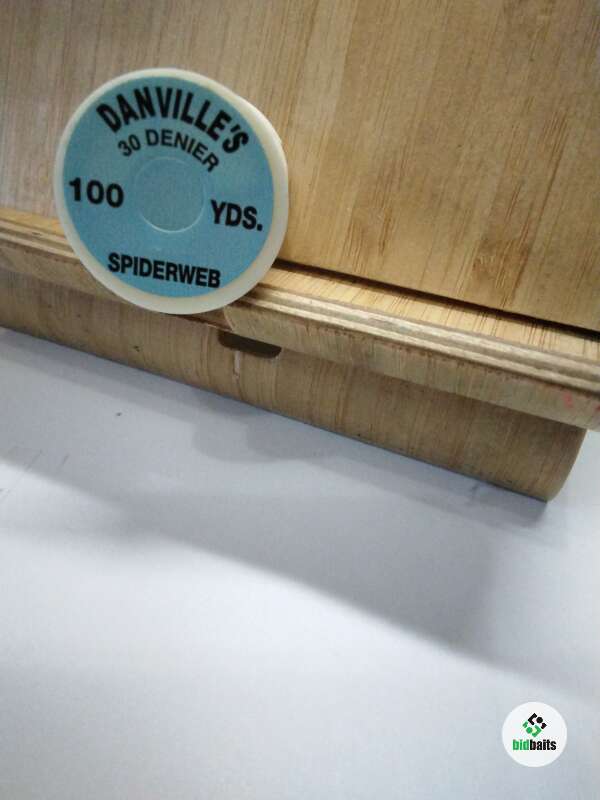 DANVILLE'S
30 DENIER
100 YDS.
SPIDERWEB
bidbaits